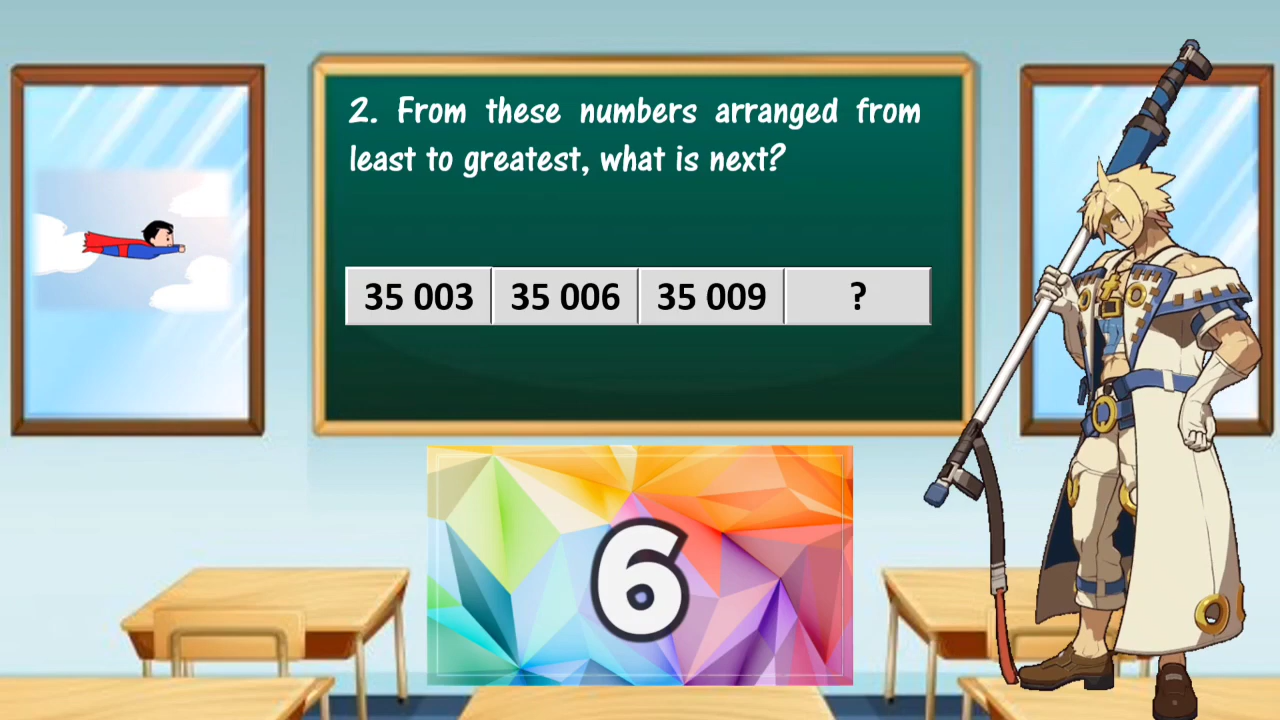 2. From these numbers arranged from
least to greatest, what is next?
35 003 35 006 35 009 ?
6